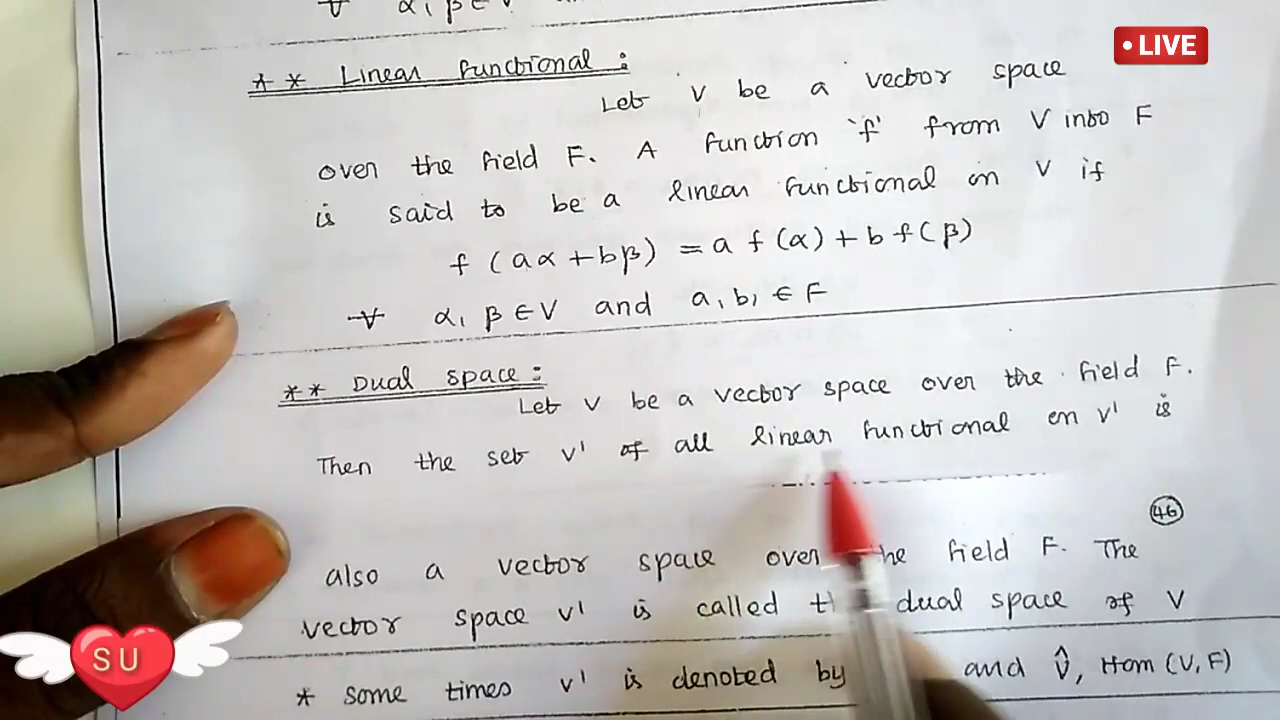 ∀ α, β ∈ V
• LIVE
** Linear functional :
Let V be a vector space
over the field F. A function 'f' from V into F
is said to be a linear functional on V if
f (aα + bβ) = a f (α) + b f (β)
∀ α, β ∈ V and a, b, ∈ F
** Dual space :
Let V be a vector space over the field F.
Then the set V' of all linear functional on V' is
46
also a vector space over the field F. The
vector space V' is called the dual space of V
* some times V' is denoted by and V̂, Hom (V, F)
SU